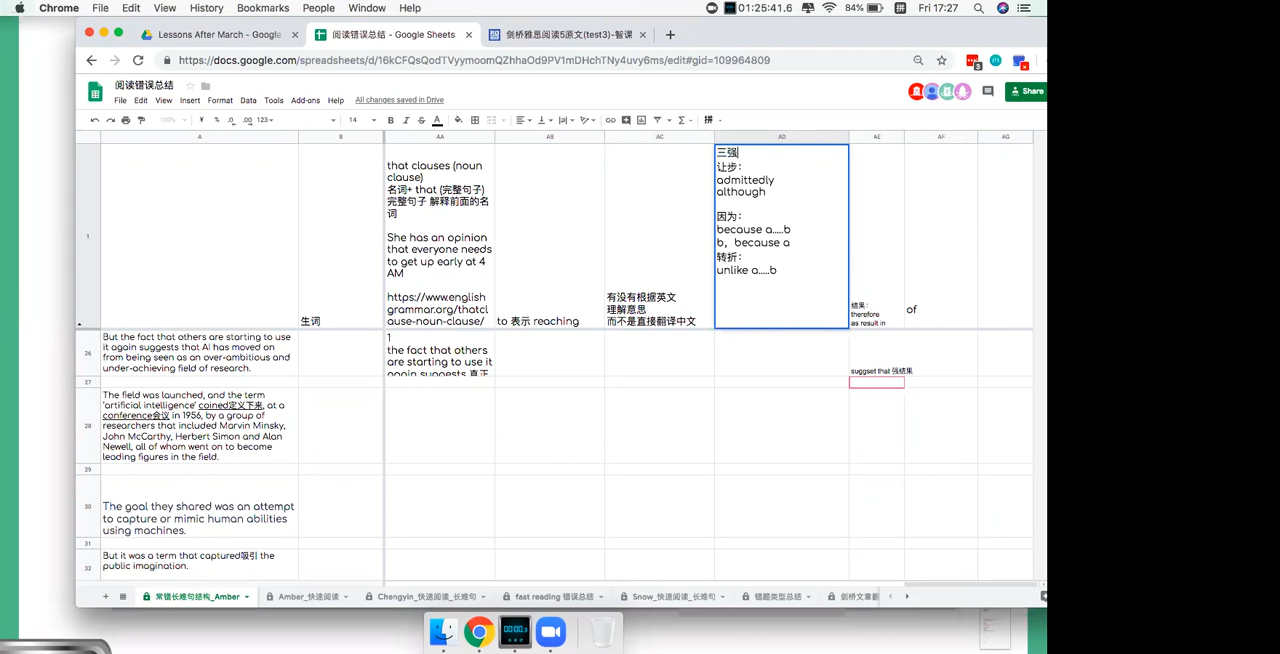 Chrome File Edit View History Bookmarks People Window Help 01:25:41.6 84% 拼 Fri 17:27
Lessons After March - Google
阅读错误总结 - Google Sheets
剑桥雅思阅读5原文(test3)-智课
https://docs.google.com/spreadsheets/d/16kCFQsQodTVyymoomQZhhaOd9PV1mDHchTNy4uvy6ms/edit#gid=109964809
阅读错误总结
File Edit View Insert Format Data Tools Add-ons Help All changes saved in Drive
Share
100% ¥ % .0 .00 123 14 B I S A
A B AA AB AC AD AE AF AG
1
生词
that clauses (noun
clause)
名词+ that (完整句子)
完整句子 解释前面的名
词
She has an opinion
that everyone needs
to get up early at 4
AM
https://www.english
grammar.org/thatcl
ause-noun-clause/
to 表示 reaching
有没有根据英文
理解意思
而不是直接翻译中文
三强
让步：
admittedly
although
因为：
because a.....b
b，because a
转折：
unlike a.....b
结果：
therefore
as result in
of
26
But the fact that others are starting to use
it again suggests that AI has moved on
from being seen as an over-ambitious and
under-achieving field of research.
1
the fact that others
are starting to use it
again suggests 真正
suggset that 强结果
27
28
The field was launched, and the term
'artificial intelligence' coined定义下来, at a
conference会议 in 1956, by a group of
researchers that included Marvin Minsky,
John McCarthy, Herbert Simon and Alan
Newell, all of whom went on to become
leading figures in the field.
29
30
The goal they shared was an attempt
to capture or mimic human abilities
using machines.
31
32
But it was a term that captured吸引 the
public imagination.
常错长难句结构_Amber
Amber_快速阅读
Chengyin_快速阅读_长难句
fast reading 错误总结
Snow_快速阅读_长难句
错题类型总结
剑桥文章翻